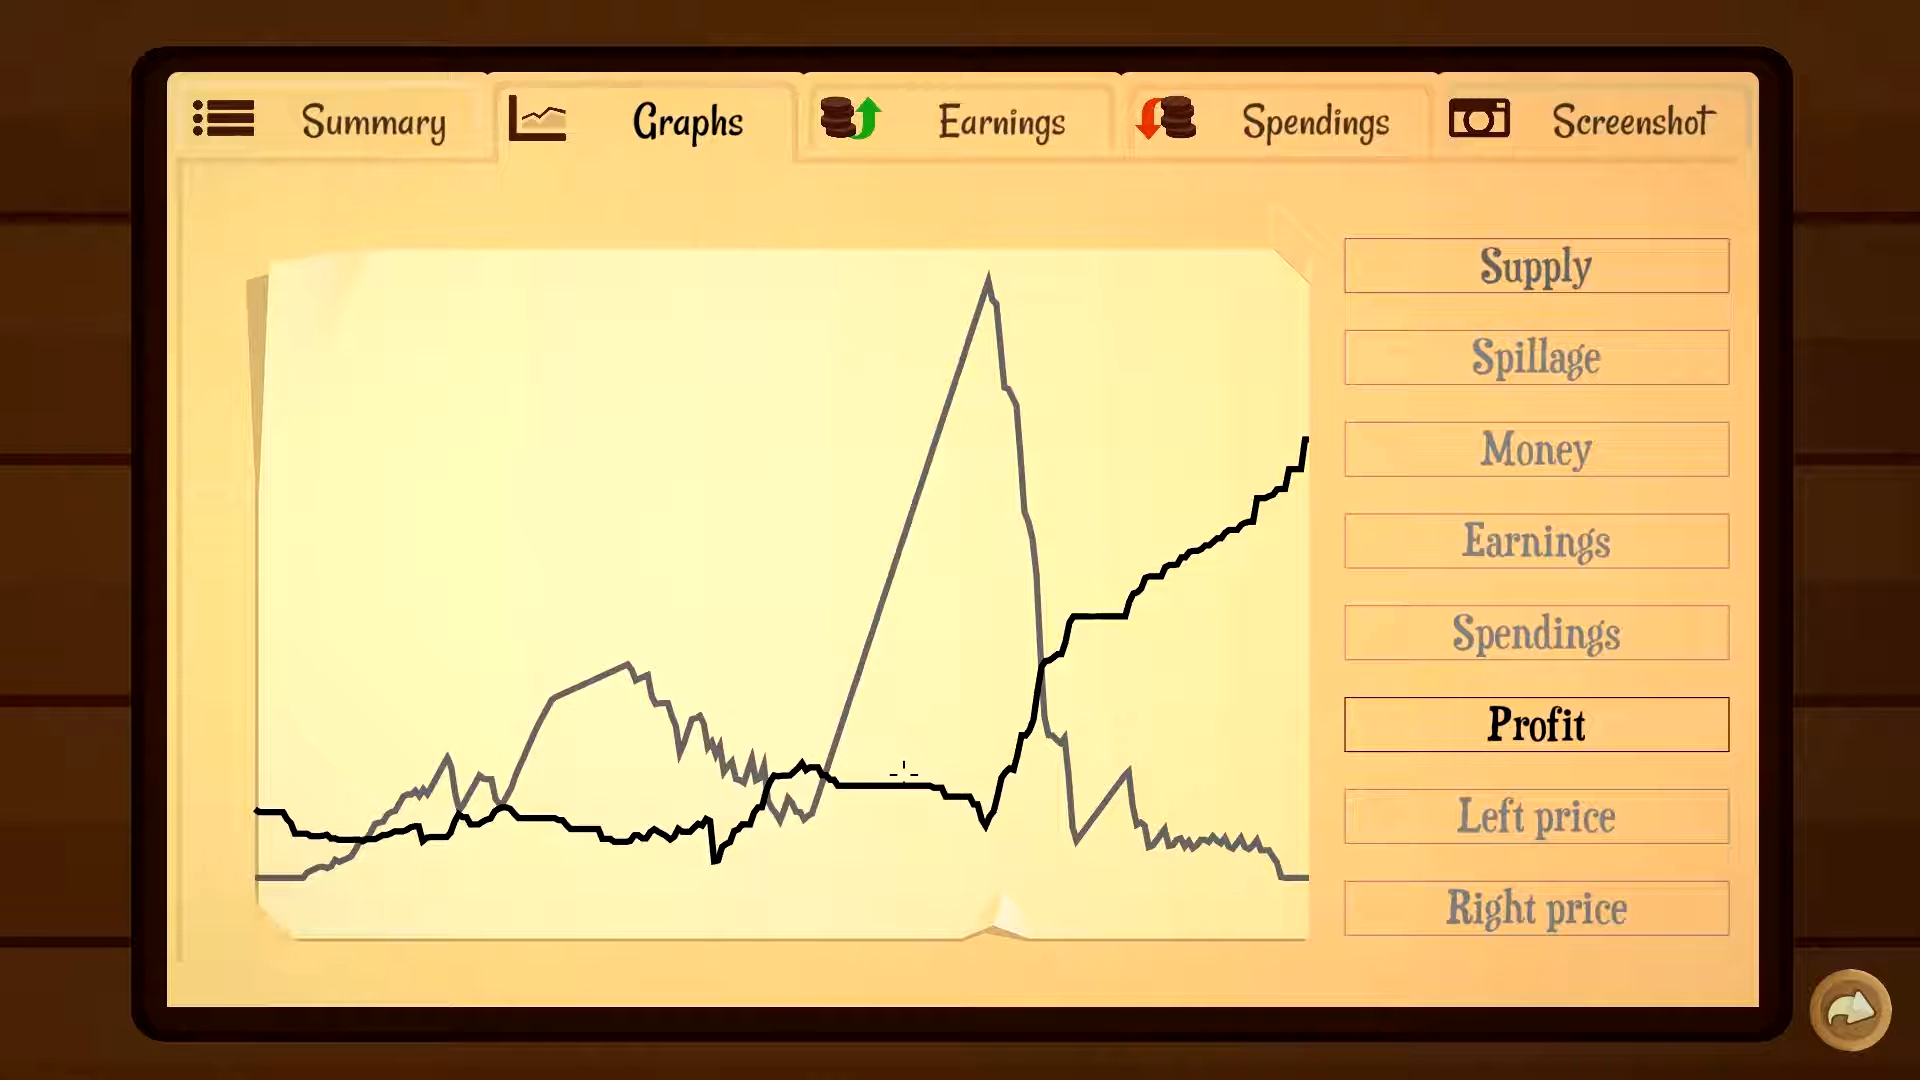 Summary
Graphs
Earnings
Spendings
Screenshot
Supply
Spillage
Money
Earnings
Spendings
Profit
Left price
Right price